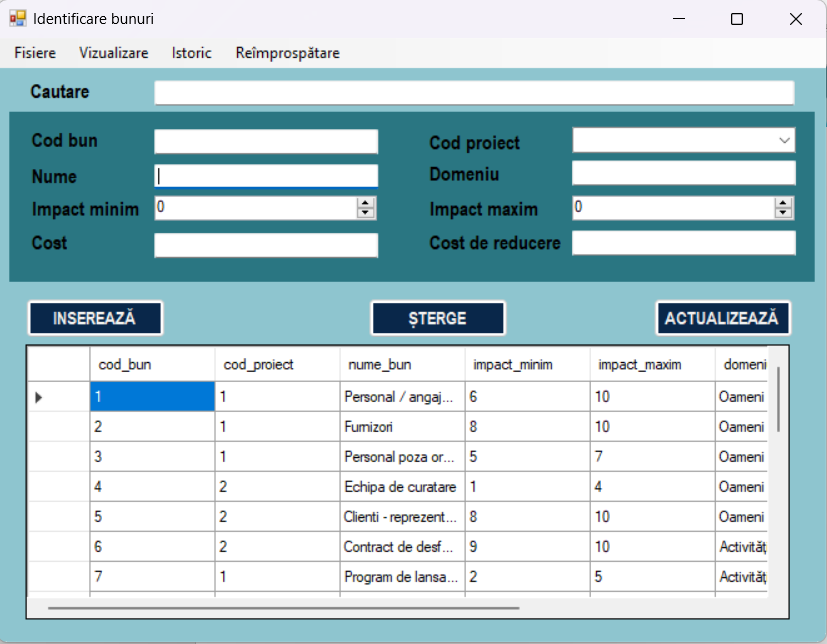 Identificare bunuri
Fisiere Vizualizare Istoric Reîmprospătare
Cautare
Cod bun Cod proiect
Nume Domeniu
Impact minim 0 Impact maxim 0
Cost Cost de reducere
INSEREAZĂ ȘTERGE ACTUALIZEAZĂ
cod_bun cod_proiect nume_bun impact_minim impact_maxim domeni
1 1 Personal / angaj... 6 10 Oameni
2 1 Furnizori 8 10 Oameni
3 1 Personal poza or... 5 7 Oameni
4 2 Echipa de curatare 1 4 Oameni
5 2 Clienti - reprezent... 8 10 Oameni
6 2 Contract de desf... 9 10 Activităț
7 1 Program de lansa... 2 5 Activităț